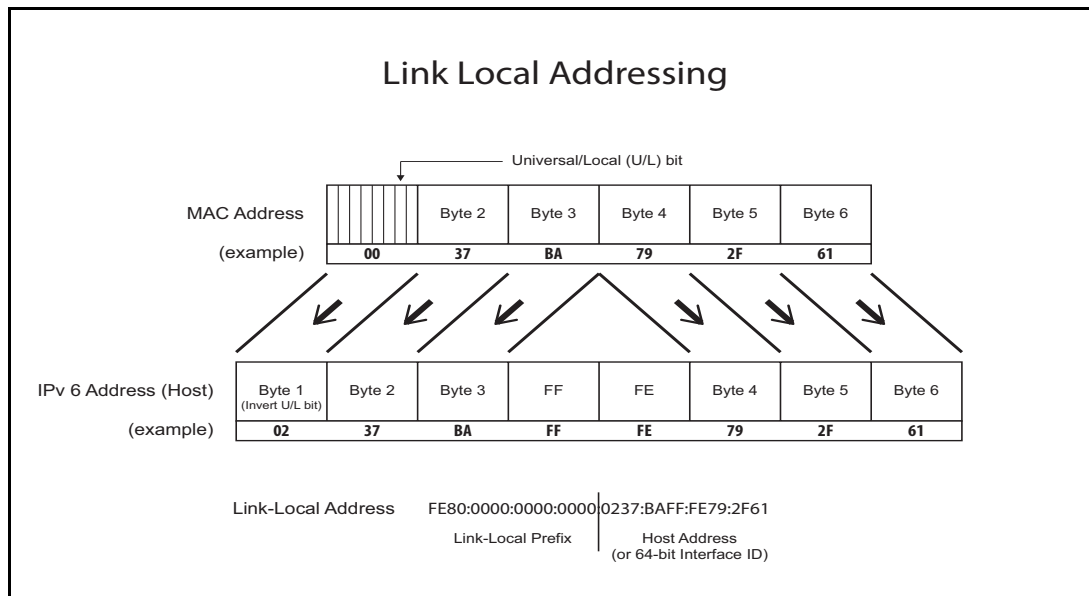 Link Local Addressing
Universal/Local (U/L) bit
MAC Address
Byte 2 Byte 3 Byte 4 Byte 5 Byte 6
(example)
00 37 BA 79 2F 61
IPv 6 Address (Host)
Byte 1 Byte 2 Byte 3 FF FE Byte 4 Byte 5 Byte 6
(Invert U/L bit)
(example)
02 37 BA FF FE 79 2F 61
Link-Local Address FE80:0000:0000:0000:0237:BAFF:FE79:2F61
Link-Local Prefix Host Address
(or 64-bit Interface ID)